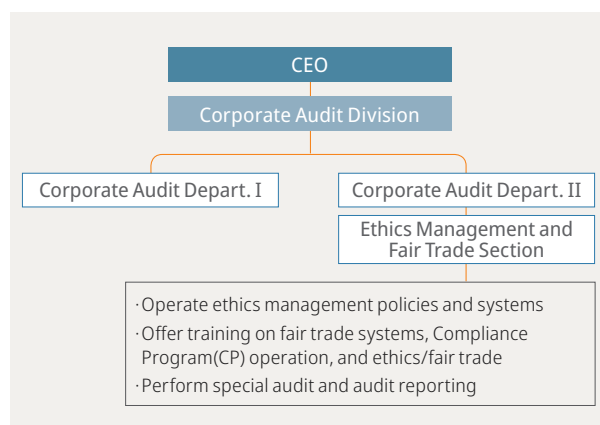 CEO
Corporate Audit Division
Corporate Audit Depart. I
Corporate Audit Depart. II
Ethics Management and
Fair Trade Section
·Operate ethics management policies and systems
·Offer training on fair trade systems, Compliance
Program(CP) operation, and ethics/fair trade
·Perform special audit and audit reporting